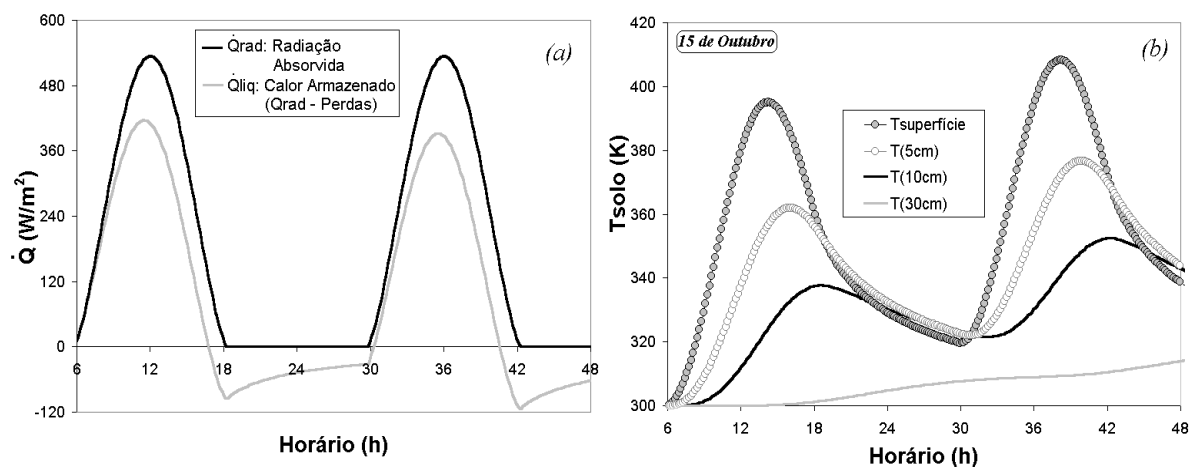 600
480
360
240
120
0
-120
Q̇ (W/m²)
6
12
18
24
30
36
42
48
Horário (h)
Q̇rad: Radiação
Absorvida
Q̇liq: Calor Armazenado
(Qrad - Perdas)
(a)
420
400
380
360
340
320
300
Tsolo (K)
6
12
18
24
30
36
42
48
Horário (h)
15 de Outubro
(b)
Tsuperfície
T(5cm)
T(10cm)
T(30cm)